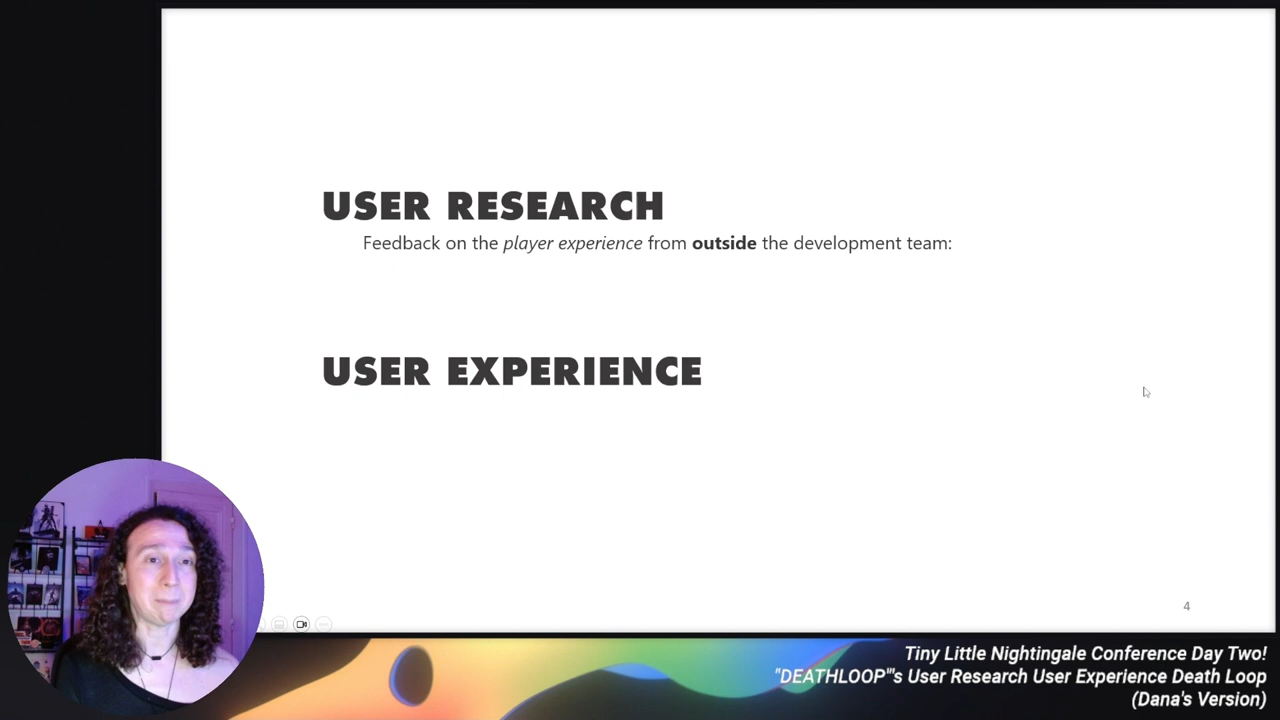 USER RESEARCH
Feedback on the player experience from outside the development team:
USER EXPERIENCE
4
Tiny Little Nightingale Conference Day Two!
"DEATHLOOP"'s User Research User Experience Death Loop
(Dana's Version)